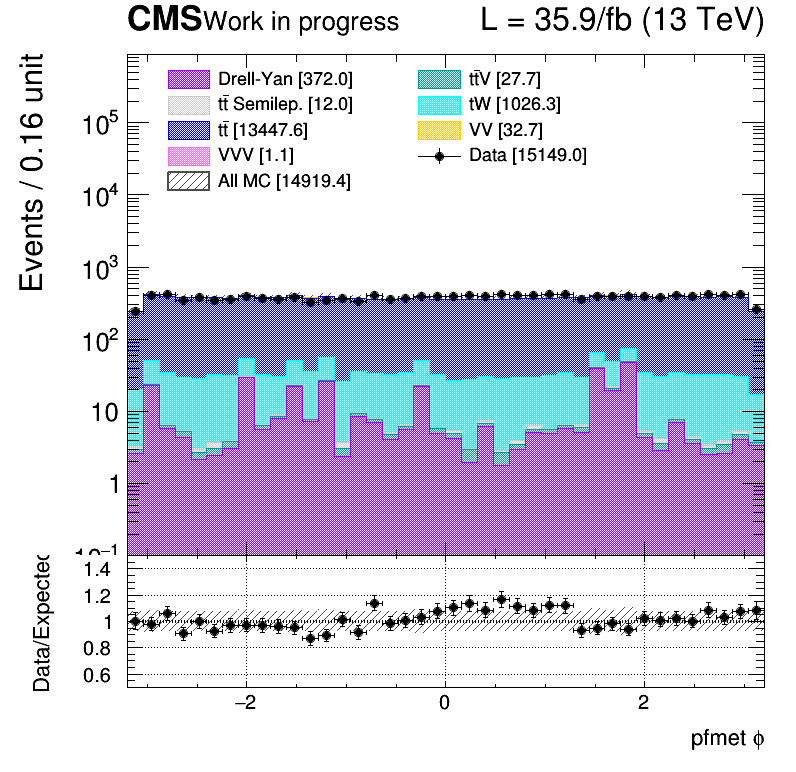 CMS Work in progress L = 35.9/fb (13 TeV)
Events / 0.16 unit
Drell-Yan [372.0] tt̄V [27.7]
tt̄ Semilep. [12.0] tW [1026.3]
tt̄ [13447.6] VV [32.7]
VVV [1.1] Data [15149.0]
All MC [14919.4]
10⁵
10⁴
10³
10²
10
1
10⁻¹
Data/Expected
1.4
1.2
1
0.8
0.6
−2 0 2
pfmet ϕ